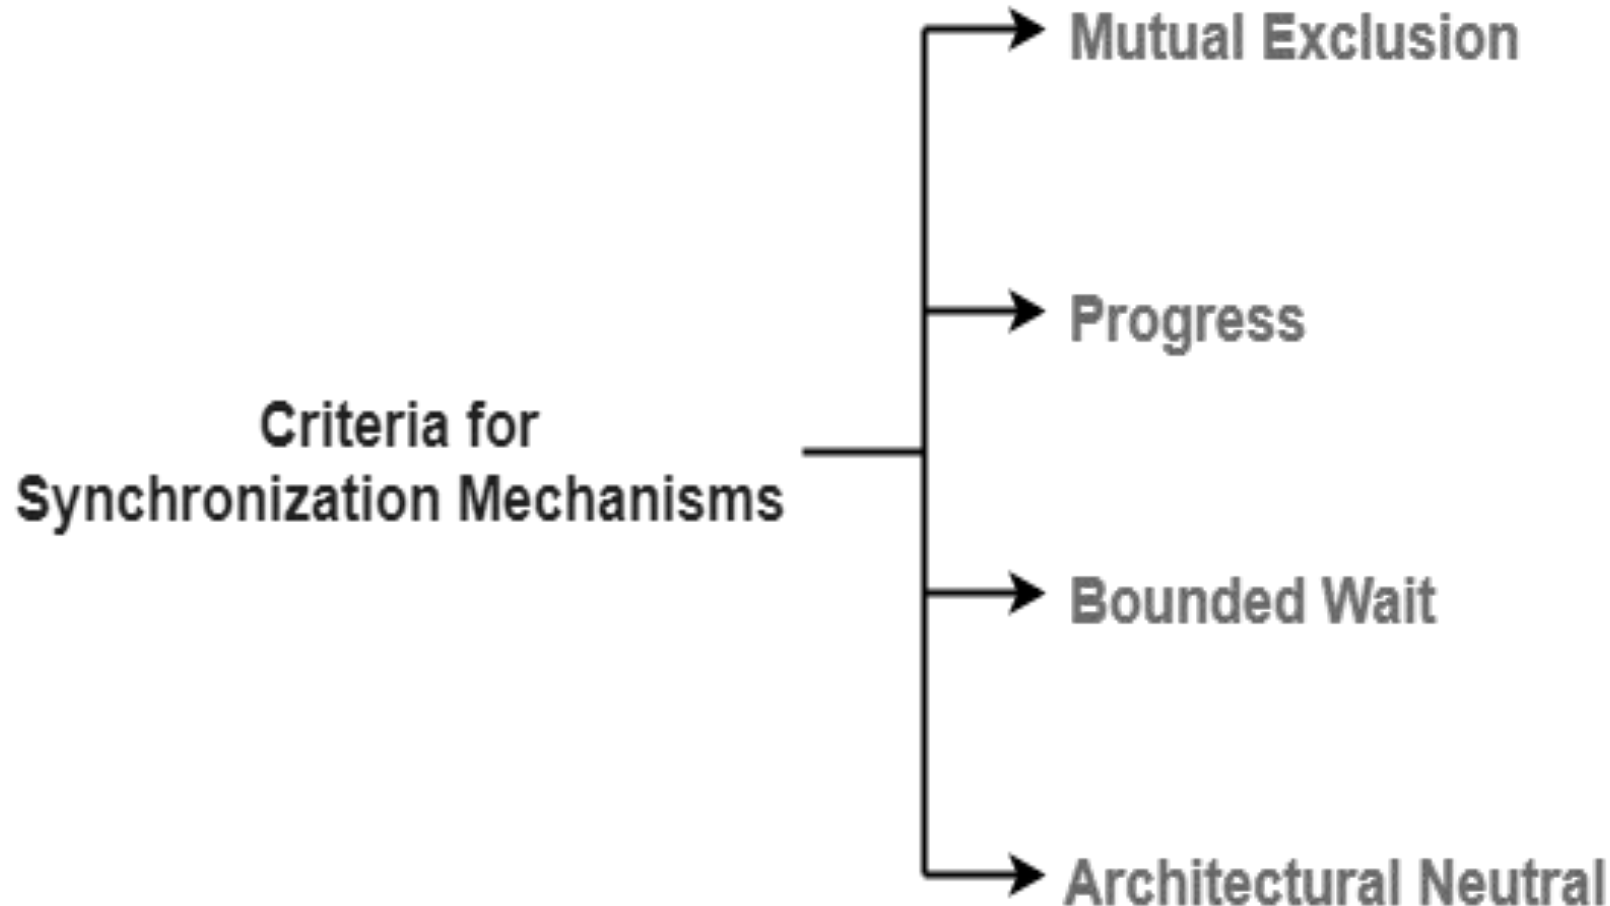 Criteria for
Synchronization Mechanisms
Mutual Exclusion
Progress
Bounded Wait
Architectural Neutral